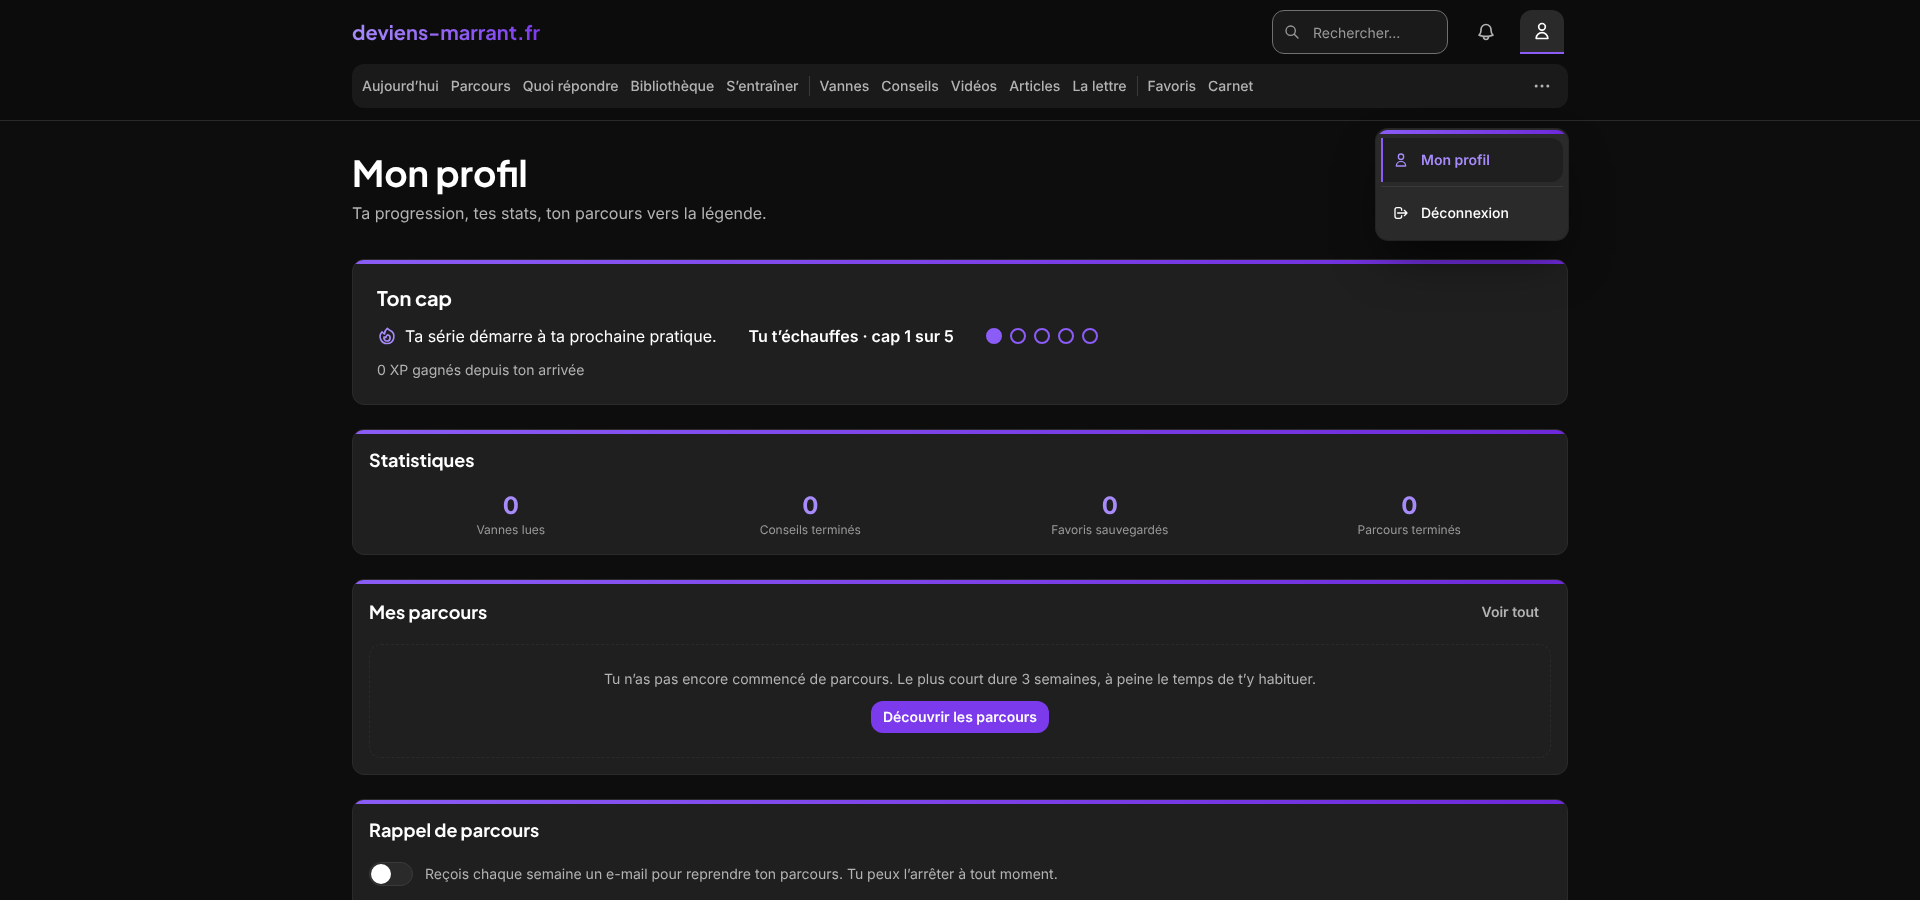 deviens-marrant.fr
Rechercher...
Aujourd’hui Parcours Quoi répondre Bibliothèque S’entraîner Vannes Conseils Vidéos Articles La lettre Favoris Carnet
Mon profil
Déconnexion
Mon profil
Ta progression, tes stats, ton parcours vers la légende.
Ton cap
Ta série démarre à ta prochaine pratique. Tu t’échauffes · cap 1 sur 5
0 XP gagnés depuis ton arrivée
Statistiques
0 0 0 0
Vannes lues Conseils terminés Favoris sauvegardés Parcours terminés
Mes parcours Voir tout
Tu n’as pas encore commencé de parcours. Le plus court dure 3 semaines, à peine le temps de t’y habituer.
Découvrir les parcours
Rappel de parcours
Reçois chaque semaine un e-mail pour reprendre ton parcours. Tu peux l’arrêter à tout moment.